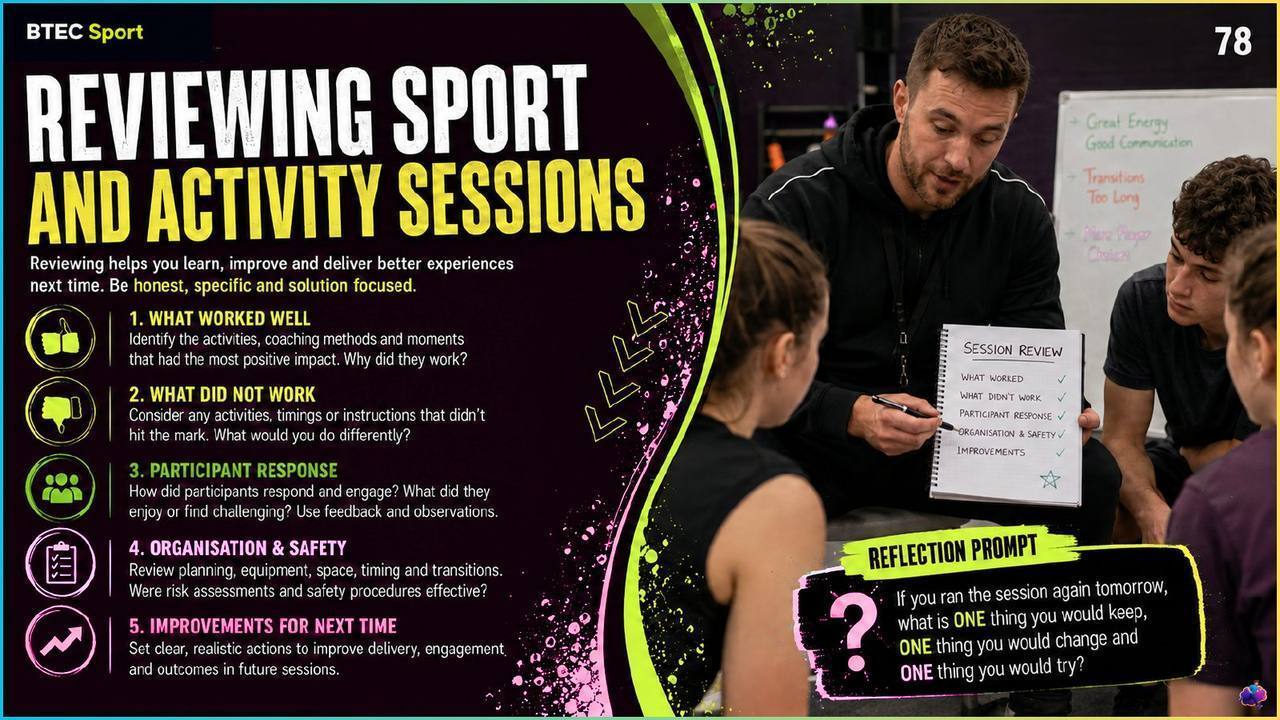 BTEC Sport
78
REVIEWING SPORT
AND ACTIVITY SESSIONS
Reviewing helps you learn, improve and deliver better experiences
next time. Be honest, specific and solution focused.
1. WHAT WORKED WELL
Identify the activities, coaching methods and moments
that had the most positive impact. Why did they work?
2. WHAT DID NOT WORK
Consider any activities, timings or instructions that didn't
hit the mark. What would you do differently?
3. PARTICIPANT RESPONSE
How did participants respond and engage? What did they
enjoy or find challenging? Use feedback and observations.
4. ORGANISATION & SAFETY
Review planning, equipment, space, timing and transitions.
Were risk assessments and safety procedures effective?
5. IMPROVEMENTS FOR NEXT TIME
Set clear, realistic actions to improve delivery, engagement
and outcomes in future sessions.
+ Great Energy
Good Communication
Transitions
Too Long
SESSION REVIEW
WHAT WORKED ✓
WHAT DIDN'T WORK ✓
PARTICIPANT RESPONSE ✓
ORGANISATION & SAFETY ✓
IMPROVEMENTS ✓
REFLECTION PROMPT
?
If you ran the session again tomorrow,
what is ONE thing you would keep,
ONE thing you would change and
ONE thing you would try?